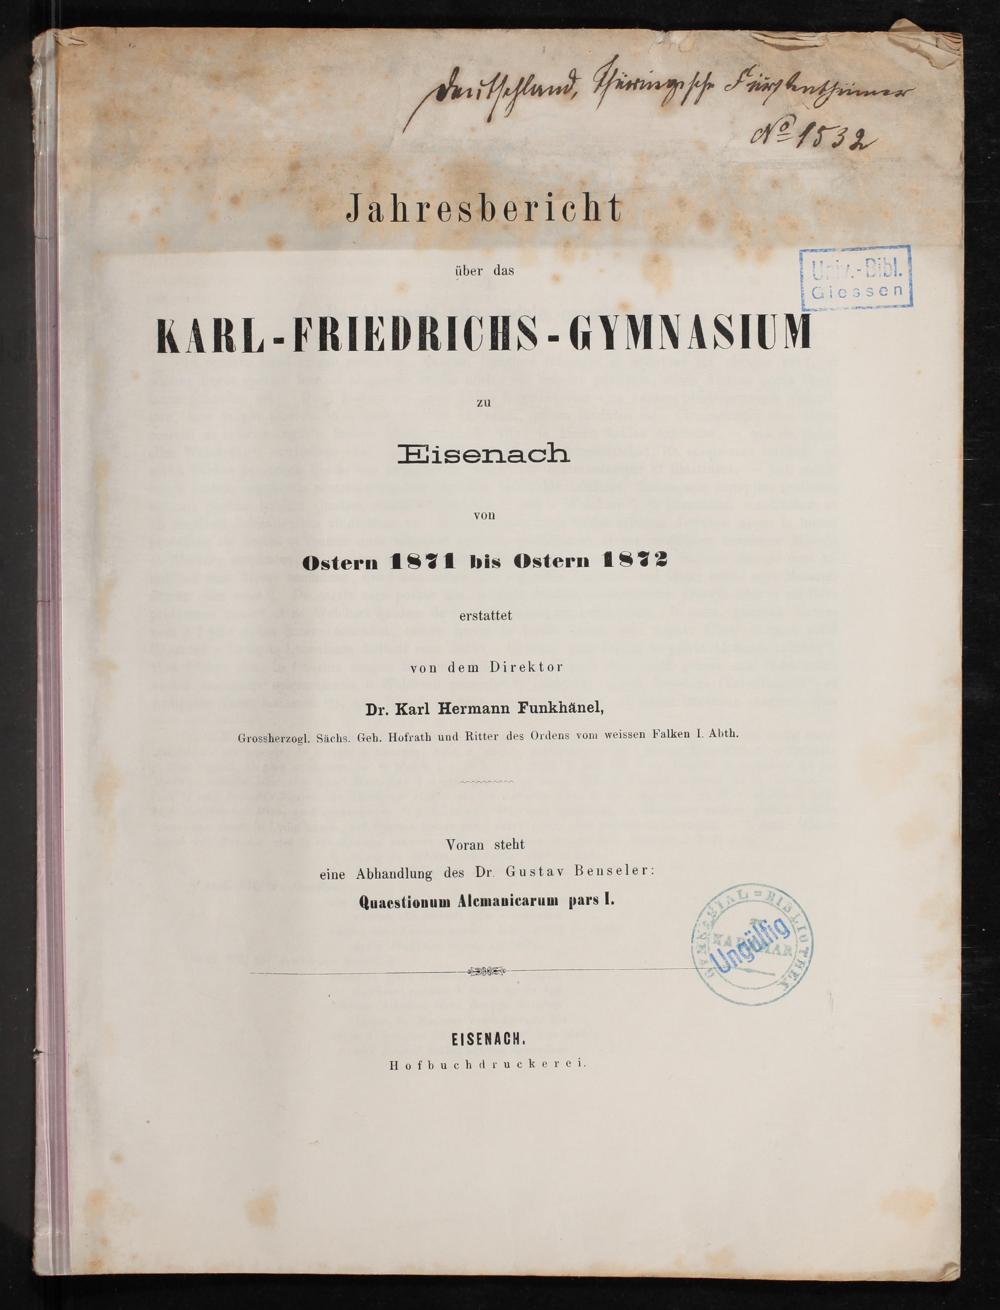 Deutschland, Thüringische Fürstenthümer
No 1532
Jahresbericht
über das
Univ.-Bibl.
Giessen
KARL-FRIEDRICHS-GYMNASIUM
zu
Eisenach
von
Ostern 1871 bis Ostern 1872
erstattet
von dem Direktor
Dr. Karl Hermann Funkhänel,
Grossherzogl. Sächs. Geh. Hofrath und Ritter des Ordens vom weissen Falken I. Abth.
Voran steht
eine Abhandlung des Dr. Gustav Benseler:
Quaestionum Alcmanicarum pars I.
GYMNASIAL=BIBLIOTHEK
Ungültig
EISENACH.
Hofbuchdruckerei.